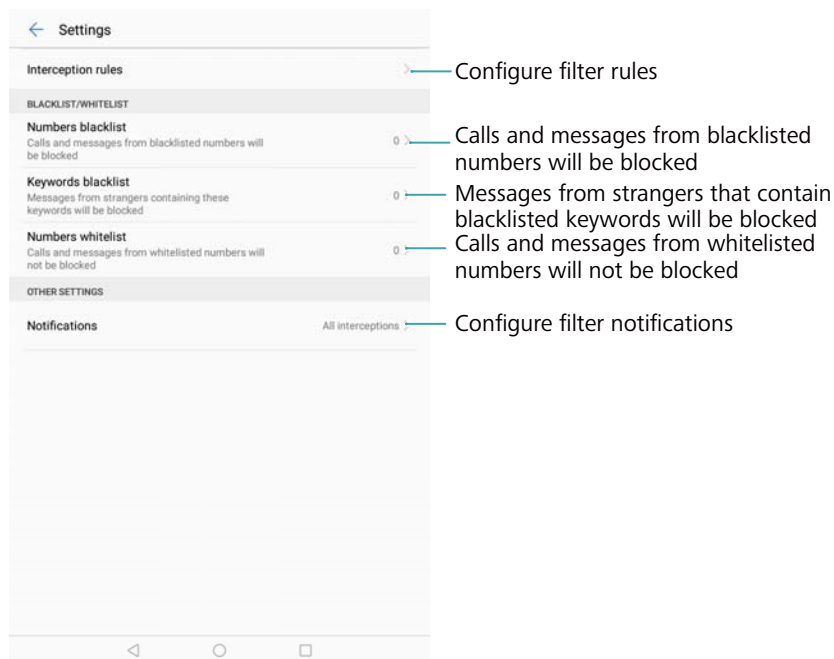 Settings
Interception rules
Configure filter rules
BLACKLIST/WHITELIST
Numbers blacklist
Calls and messages from blacklisted numbers will
be blocked
0
Calls and messages from blacklisted
numbers will be blocked
Keywords blacklist
Messages from strangers containing these
keywords will be blocked
0
Messages from strangers that contain
blacklisted keywords will be blocked
Numbers whitelist
Calls and messages from whitelisted numbers will
not be blocked
0
Calls and messages from whitelisted
numbers will not be blocked
OTHER SETTINGS
Notifications
All interceptions
Configure filter notifications